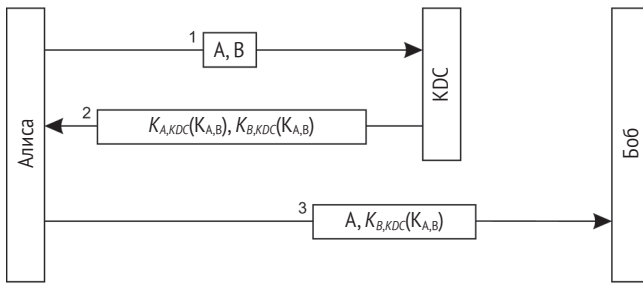 1
A, B
KDC
2
K_A,KDC(K_A,B), K_B,KDC(K_A,B)
Алиса
Боб
3
A, K_B,KDC(K_A,B)